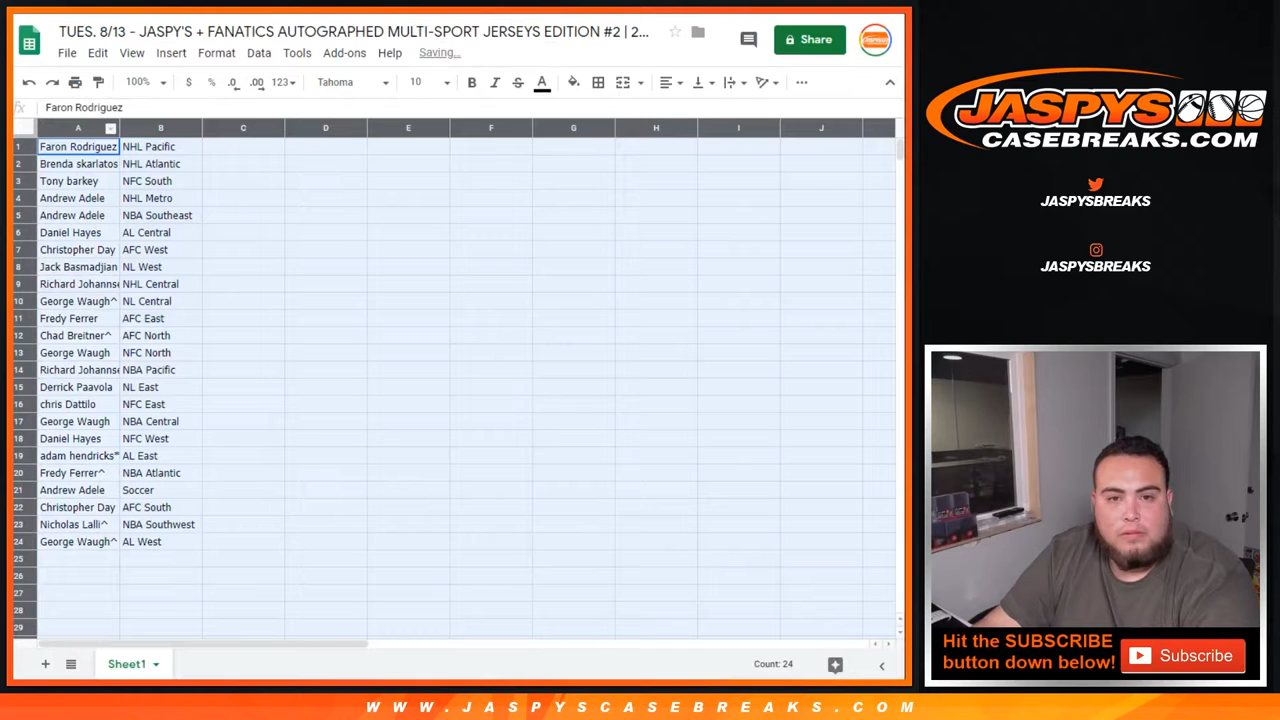 TUES. 8/13 - JASPY'S + FANATICS AUTOGRAPHED MULTI-SPORT JERSEYS EDITION #2 | 2...
File Edit View Insert Format Data Tools Add-ons Help Saving...
Share
100% $ % .0 .00 123 Tahoma 10 B I S A
fx Faron Rodriguez
A B C D E F G H I J
1 Faron Rodriguez NHL Pacific
2 Brenda skarlatos NHL Atlantic
3 Tony barkey NFC South
4 Andrew Adele NHL Metro
5 Andrew Adele NBA Southeast
6 Daniel Hayes AL Central
7 Christopher Day AFC West
8 Jack Basmadjian NL West
9 Richard Johannse NHL Central
10 George Waugh^ NL Central
11 Fredy Ferrer AFC East
12 Chad Breitner^ AFC North
13 George Waugh NFC North
14 Richard Johannse NBA Pacific
15 Derrick Paavola NL East
16 chris Dattilo NFC East
17 George Waugh NBA Central
18 Daniel Hayes NFC West
19 adam hendricks AL East
20 Fredy Ferrer^ NBA Atlantic
21 Andrew Adele Soccer
22 Christopher Day AFC South
23 Nicholas Lalli^ NBA Southwest
24 George Waugh^ AL West
25
26
27
28
29
Sheet1
Count: 24
JASPYS
CASEBREAKS.COM
JASPYSBREAKS
JASPYSBREAKS
Hit the SUBSCRIBE
button down below!
Subscribe
WWW.JASPYSCASEBREAKS.COM